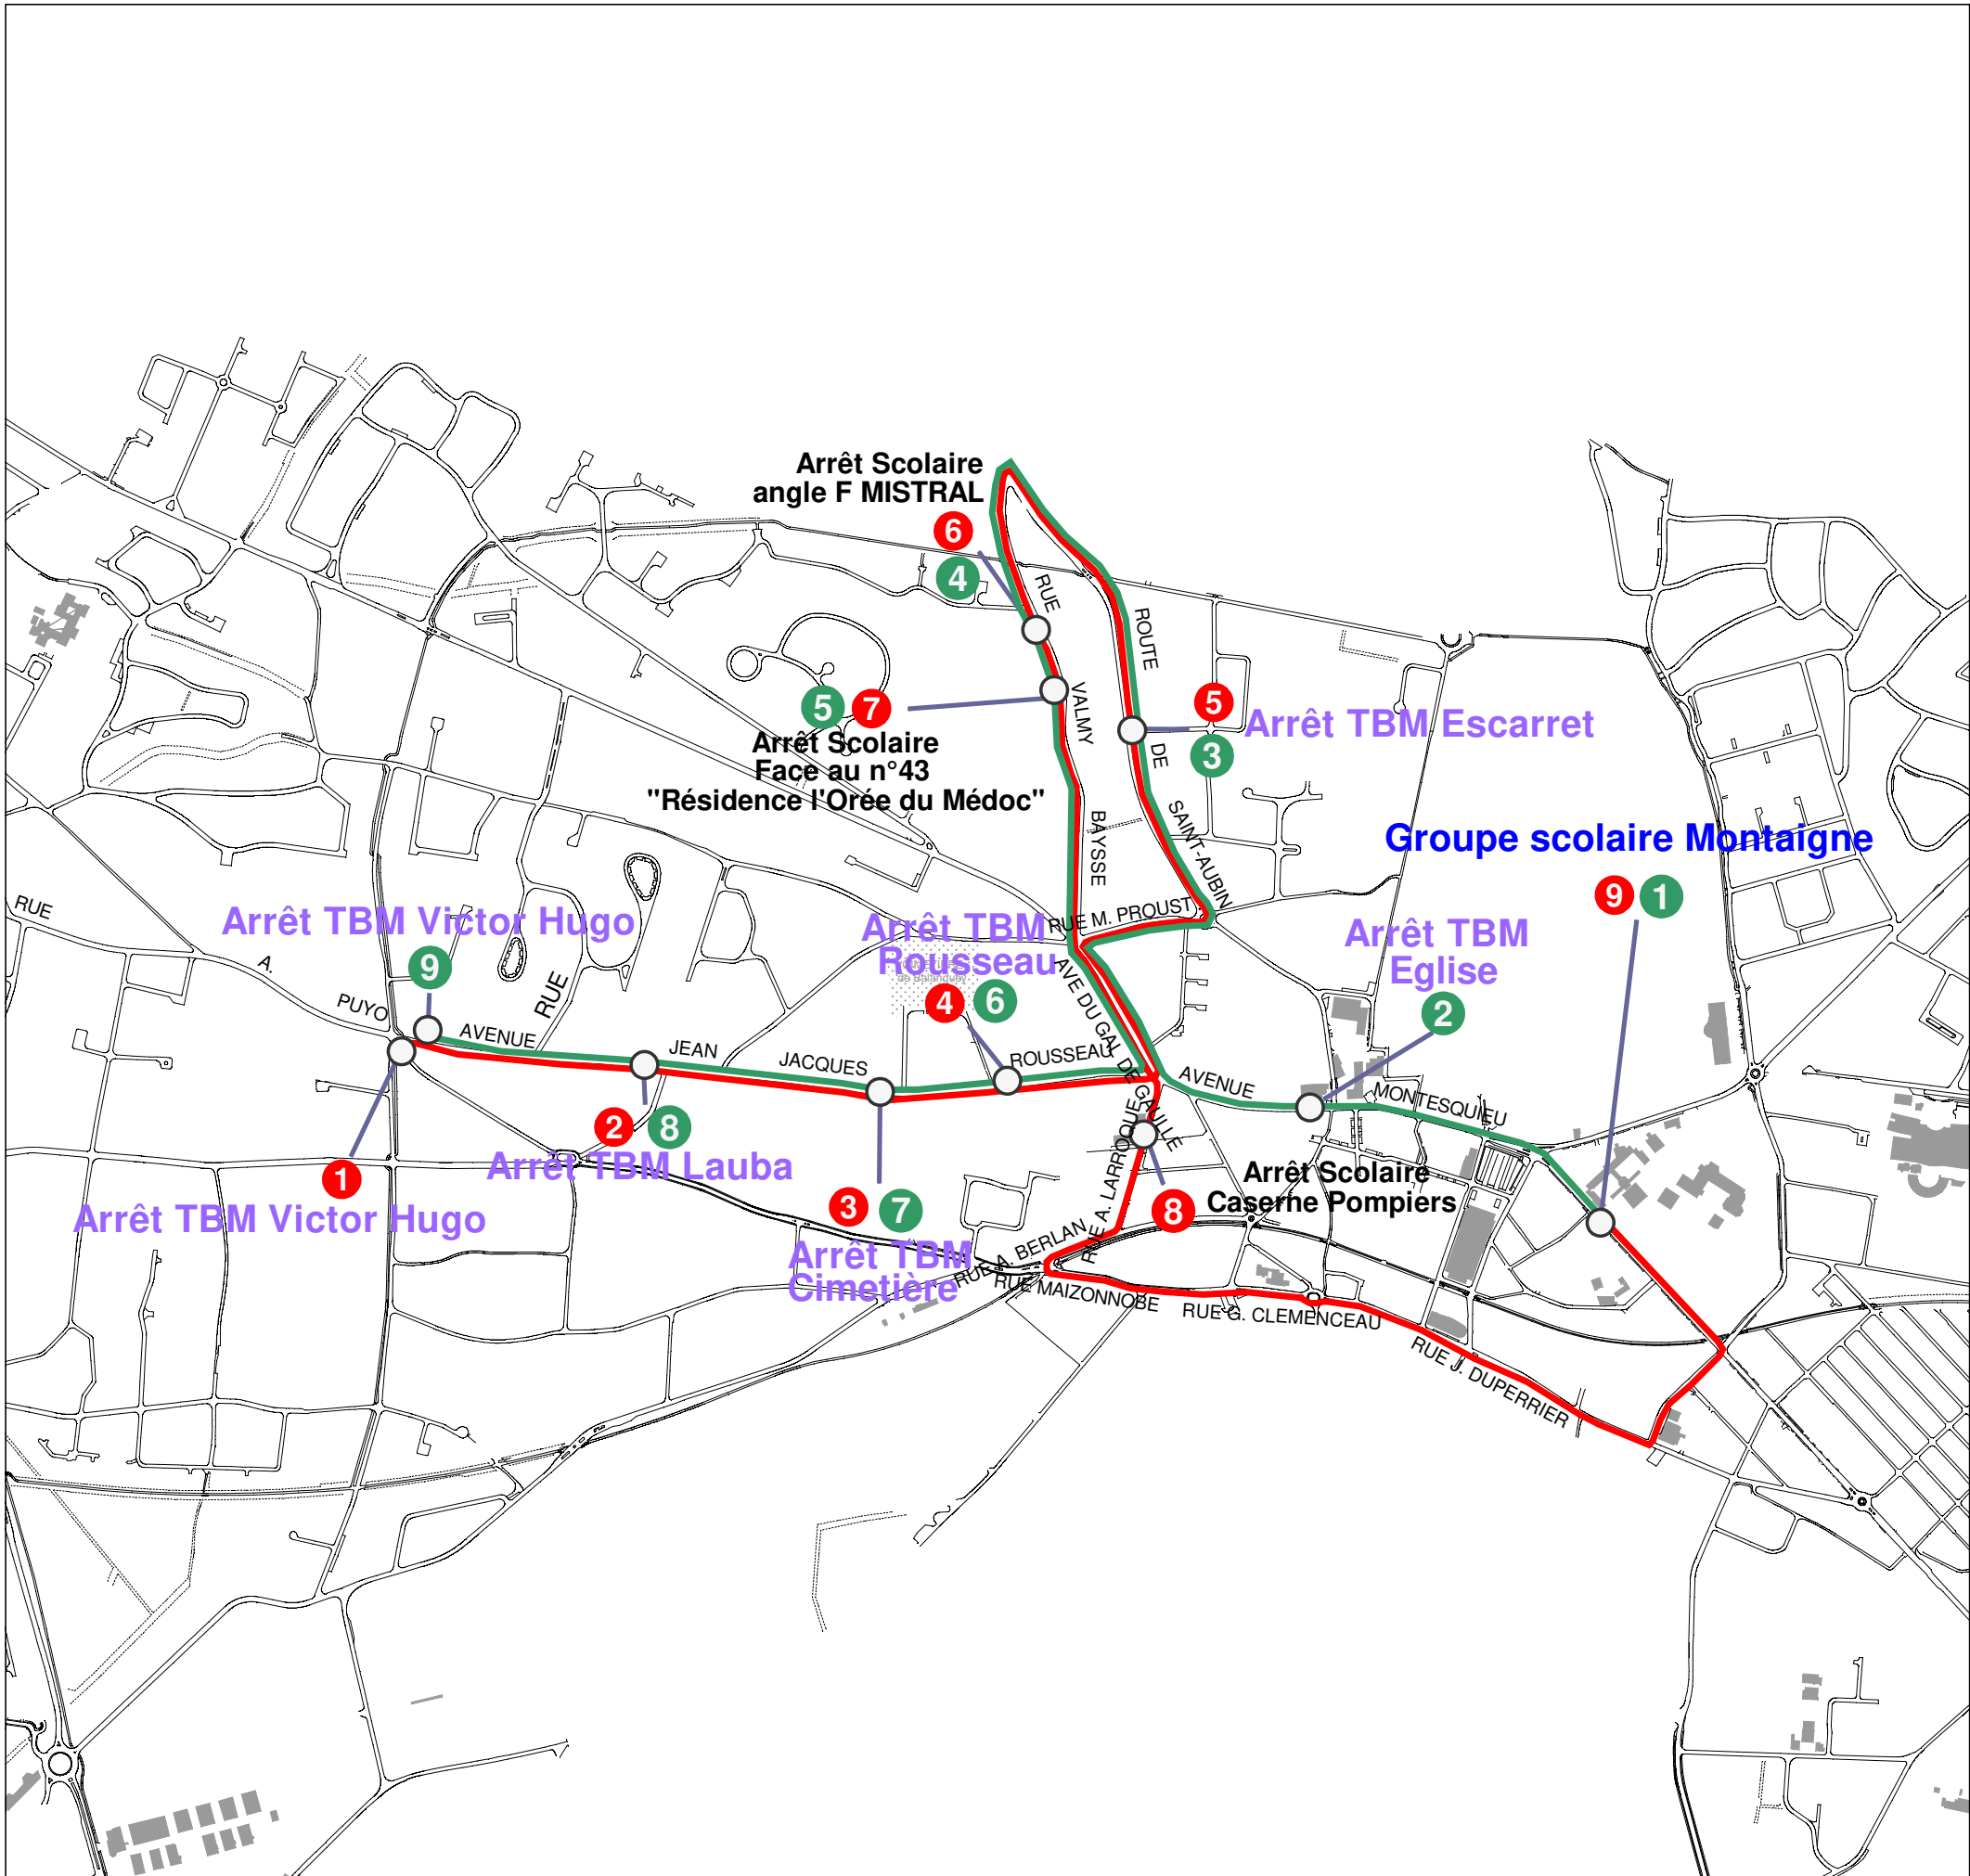 Arrêt Scolaire
angle F MISTRAL
6
4
RUE
ROUTE
VALMY
5
7
5
Arrêt TBM Escarret
DE
3
Arrêt Scolaire
Face au n°43
"Résidence l'Orée du Médoc"
BAYSSE
SAINT-AUBIN
Groupe scolaire Montaigne
9
1
RUE
Arrêt TBM Victor Hugo
9
A.
PUYO
RUE
Arrêt TBM
Rousseau
de Balanguey
4
6
RUE M. PROUST
Arrêt TBM
Eglise
2
AVE DU GAL DE GAULLE
AVENUE
JEAN
JACQUES
ROUSSEAU
AVENUE
MONTESQUIEU
2
8
Arrêt TBM Lauba
1
Arrêt TBM Victor Hugo
3
7
Arrêt TBM
Cimetière
RUE A. LARROQUE
8
Arrêt Scolaire
Caserne Pompiers
RUE A. BERLAN
RUE MAIZONNOBE
RUE G. CLEMENCEAU
RUE J. DUPERRIER